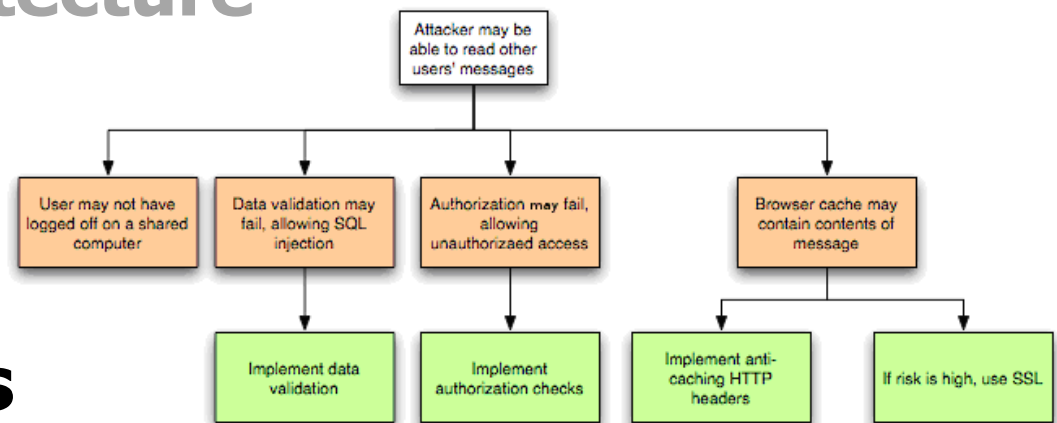 Attacker may be
able to read other
users' messages
User may not have
logged off on a shared
computer
Data validation may
fail, allowing SQL
injection
Authorization may fail,
allowing
unauthorizaed access
Browser cache may
contain contents of
message
Implement data
validation
Implement
authorization checks
Implement anti-
caching HTTP
headers
If risk is high, use SSL
s